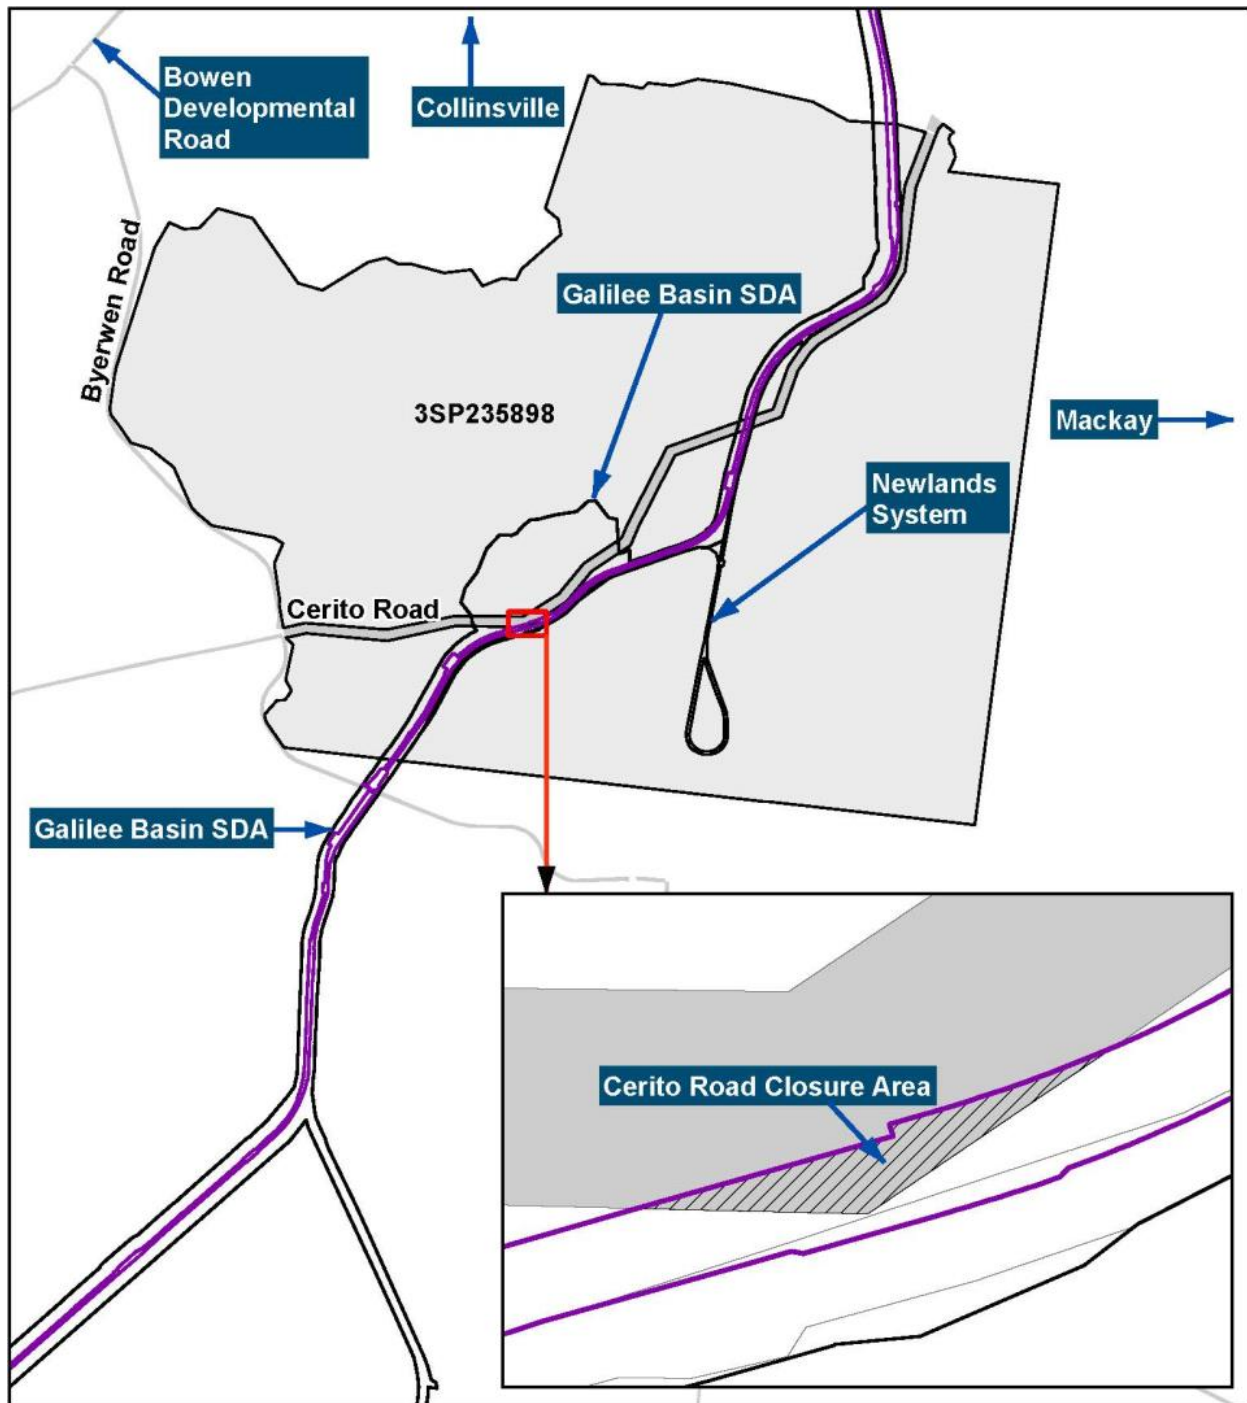 Bowen
Developmental
Road
Collinsville
Byerwen Road
Galilee Basin SDA
3SP235898
Mackay
Newlands
System
Cerito Road
Galilee Basin SDA
Cerito Road Closure Area